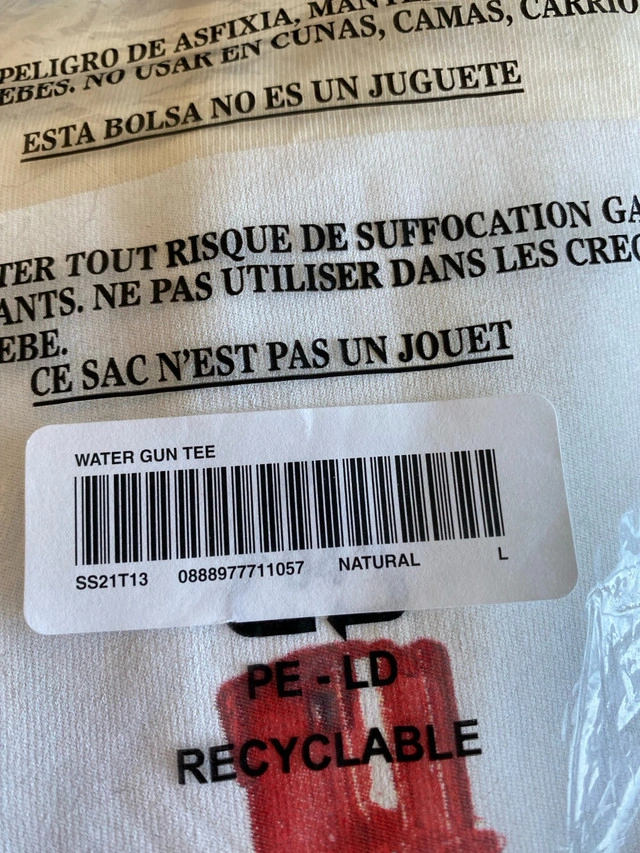 PELIGRO DE ASFIXIA,
EBES. NO USAR EN CUNAS, CAMAS,
ESTA BOLSA NO ES UN JUGUETE
TER TOUT RISQUE DE SUFFOCATION GA
ANTS. NE PAS UTILISER DANS LES CREC
EBE.
CE SAC N'EST PAS UN JOUET
WATER GUN TEE
SS21T13 0888977711057 NATURAL L
PE - LD
RECYCLABLE